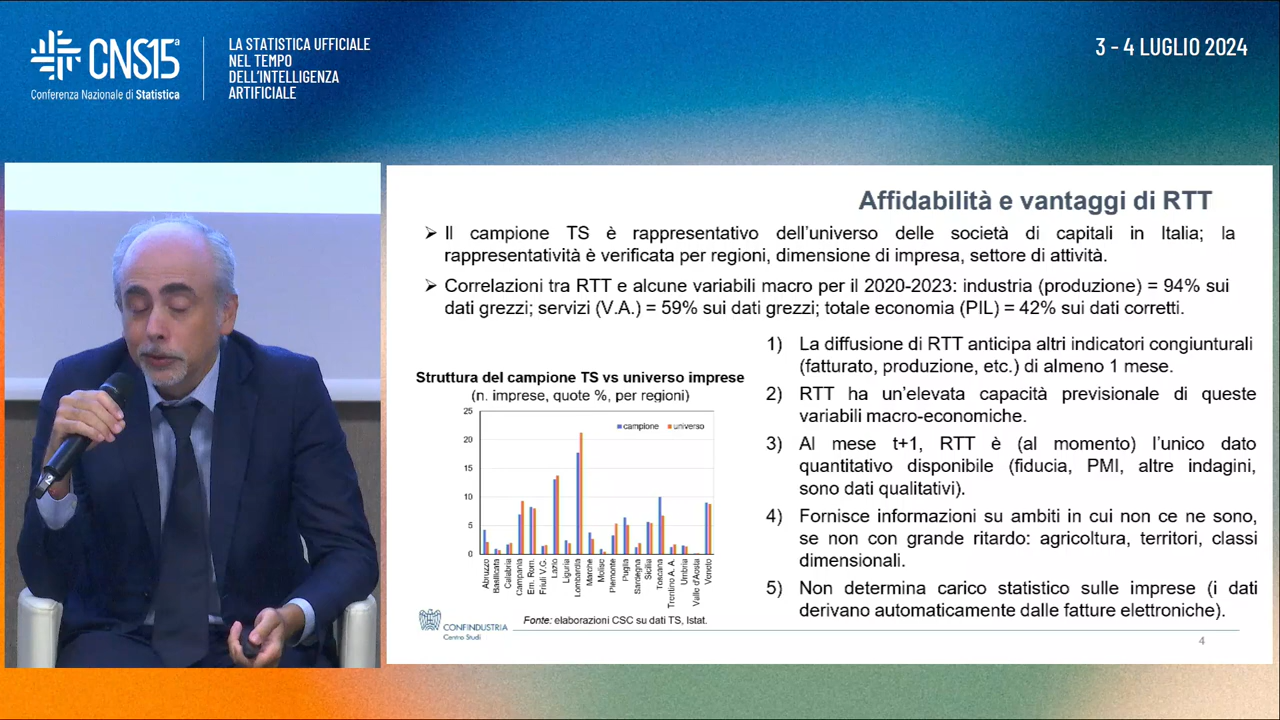 CNS15ª
Conferenza Nazionale di Statistica
LA STATISTICA UFFICIALE
NEL TEMPO
DELL'INTELLIGENZA
ARTIFICIALE
3 - 4 LUGLIO 2024
Affidabilità e vantaggi di RTT
➢ Il campione TS è rappresentativo dell'universo delle società di capitali in Italia; la
rappresentatività è verificata per regioni, dimensione di impresa, settore di attività.
➢ Correlazioni tra RTT e alcune variabili macro per il 2020-2023: industria (produzione) = 94% sui
dati grezzi; servizi (V.A.) = 59% sui dati grezzi; totale economia (PIL) = 42% sui dati corretti.
Struttura del campione TS vs universo imprese
(n. imprese, quote %, per regioni)
campione
universo
25
20
15
10
5
0
Abruzzo
Basilicata
Calabria
Campania
Em. Rom.
Friuli V.G.
Lazio
Liguria
Lombardia
Marche
Molise
Piemonte
Puglia
Sardegna
Sicilia
Toscana
Trentino A. A.
Umbria
Valle d'Aosta
Veneto
CONFINDUSTRIA
Centro Studi
Fonte: elaborazioni CSC su dati TS, Istat.
1) La diffusione di RTT anticipa altri indicatori congiunturali
(fatturato, produzione, etc.) di almeno 1 mese.
2) RTT ha un'elevata capacità previsionale di queste
variabili macro-economiche.
3) Al mese t+1, RTT è (al momento) l'unico dato
quantitativo disponibile (fiducia, PMI, altre indagini,
sono dati qualitativi).
4) Fornisce informazioni su ambiti in cui non ce ne sono,
se non con grande ritardo: agricoltura, territori, classi
dimensionali.
5) Non determina carico statistico sulle imprese (i dati
derivano automaticamente dalle fatture elettroniche).
4
2